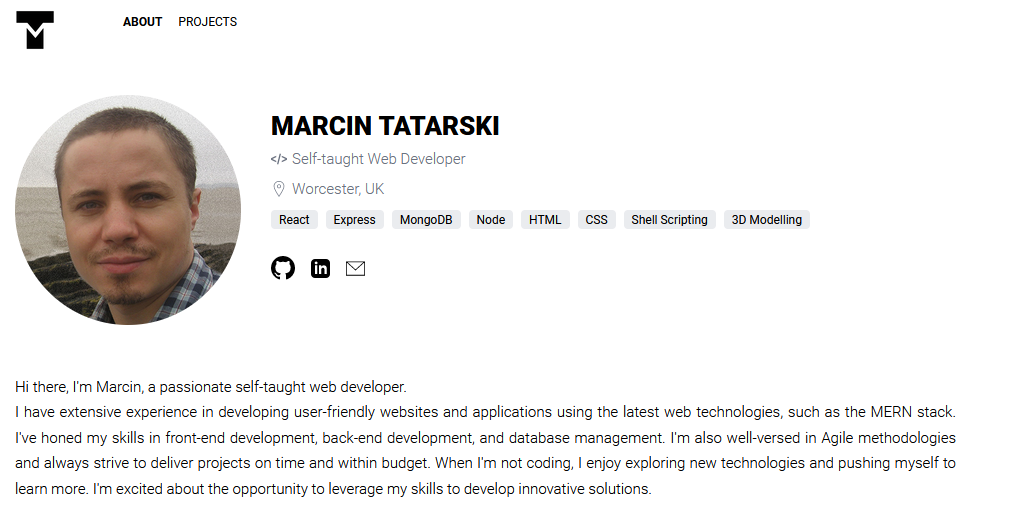 ABOUT PROJECTS
MARCIN TATARSKI
</> Self-taught Web Developer
Worcester, UK
React Express MongoDB Node HTML CSS Shell Scripting 3D Modelling
Hi there, I'm Marcin, a passionate self-taught web developer.
I have extensive experience in developing user-friendly websites and applications using the latest web technologies, such as the MERN stack.
I've honed my skills in front-end development, back-end development, and database management. I'm also well-versed in Agile methodologies
and always strive to deliver projects on time and within budget. When I'm not coding, I enjoy exploring new technologies and pushing myself to
learn more. I'm excited about the opportunity to leverage my skills to develop innovative solutions.